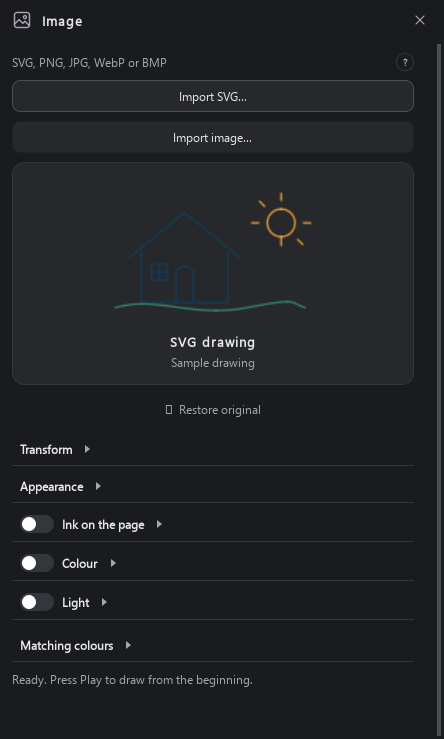 Image
SVG, PNG, JPG, WebP or BMP
?
Import SVG...
Import image...
SVG drawing
Sample drawing
Restore original
Transform
Appearance
Ink on the page
Colour
Light
Matching colours
Ready. Press Play to draw from the beginning.